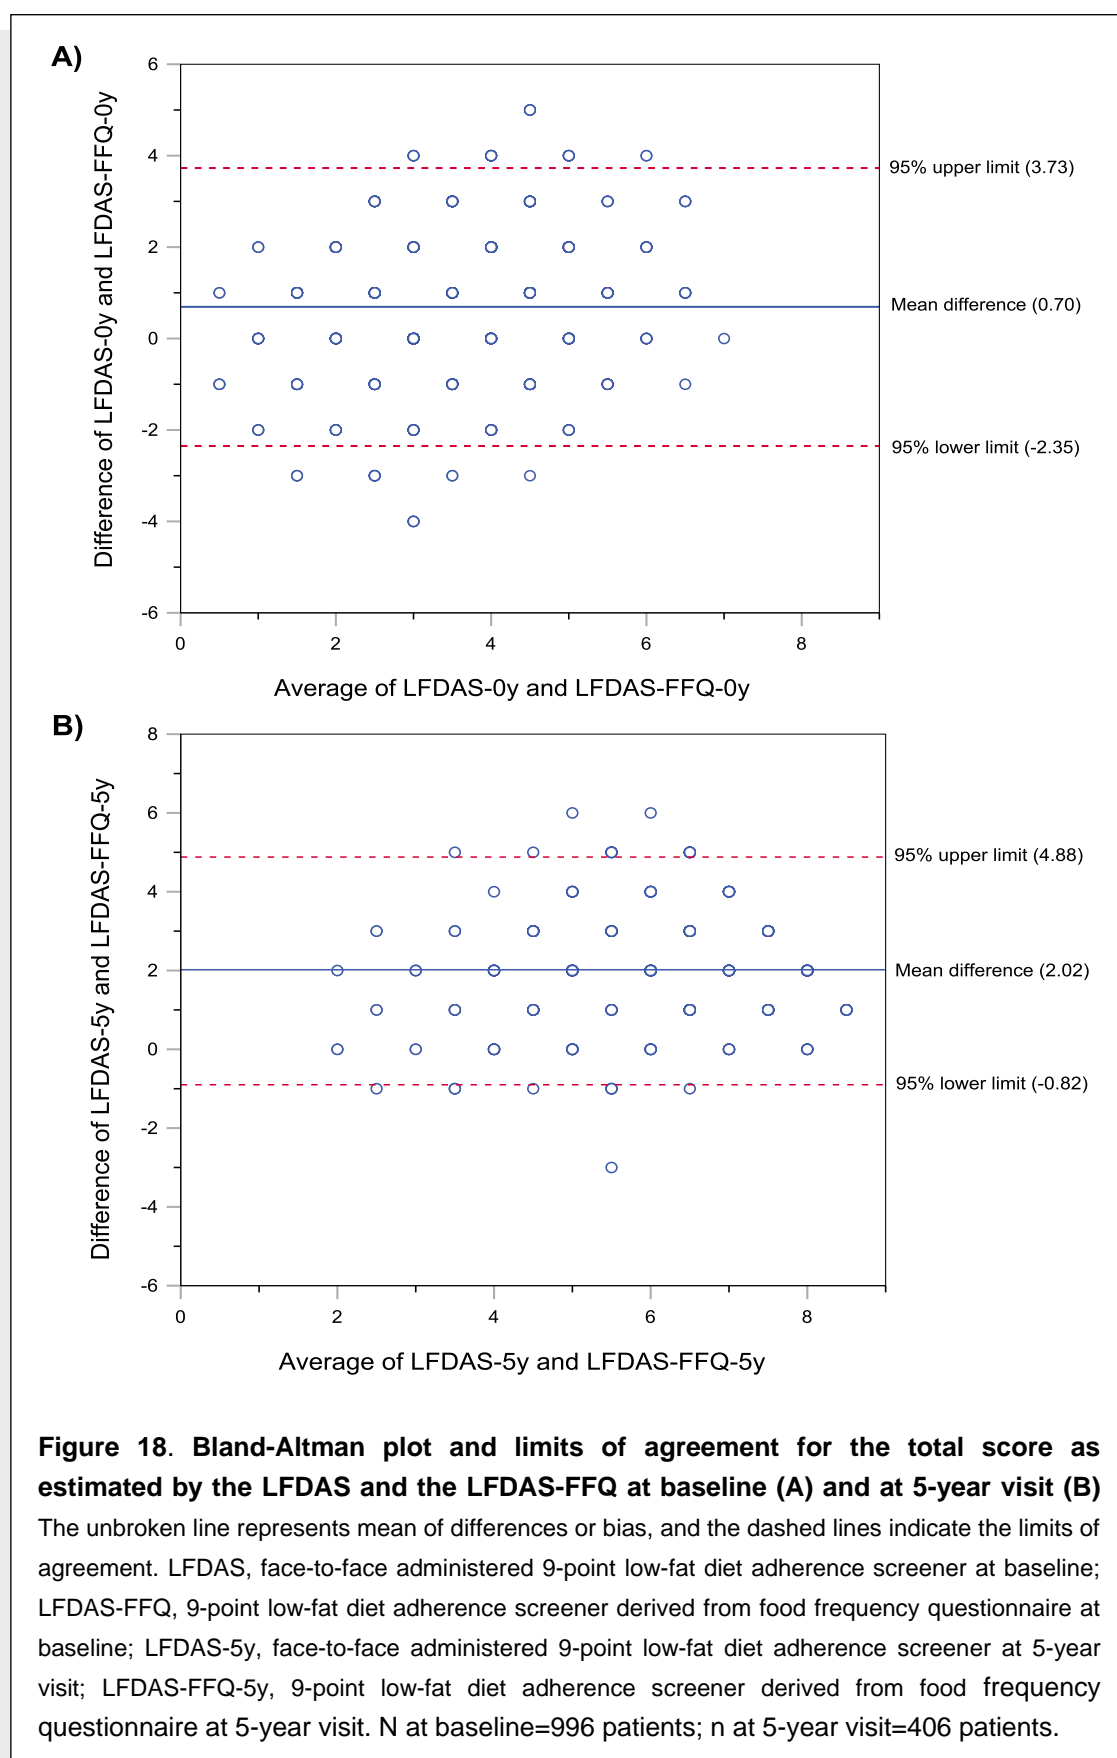 A)
6
4
2
0
-2
-4
-6
Difference of LFDAS-0y and LFDAS-FFQ-0y
95% upper limit (3.73)
Mean difference (0.70)
95% lower limit (-2.35)
0 2 4 6 8
Average of LFDAS-0y and LFDAS-FFQ-0y
B)
8
6
4
2
0
-2
-4
-6
Difference of LFDAS-5y and LFDAS-FFQ-5y
95% upper limit (4.88)
Mean difference (2.02)
95% lower limit (-0.82)
0 2 4 6 8
Average of LFDAS-5y and LFDAS-FFQ-5y
Figure 18. Bland-Altman plot and limits of agreement for the total score as
estimated by the LFDAS and the LFDAS-FFQ at baseline (A) and at 5-year visit (B)
The unbroken line represents mean of differences or bias, and the dashed lines indicate the limits of
agreement. LFDAS, face-to-face administered 9-point low-fat diet adherence screener at baseline;
LFDAS-FFQ, 9-point low-fat diet adherence screener derived from food frequency questionnaire at
baseline; LFDAS-5y, face-to-face administered 9-point low-fat diet adherence screener at 5-year
visit; LFDAS-FFQ-5y, 9-point low-fat diet adherence screener derived from food frequency
questionnaire at 5-year visit. N at baseline=996 patients; n at 5-year visit=406 patients.